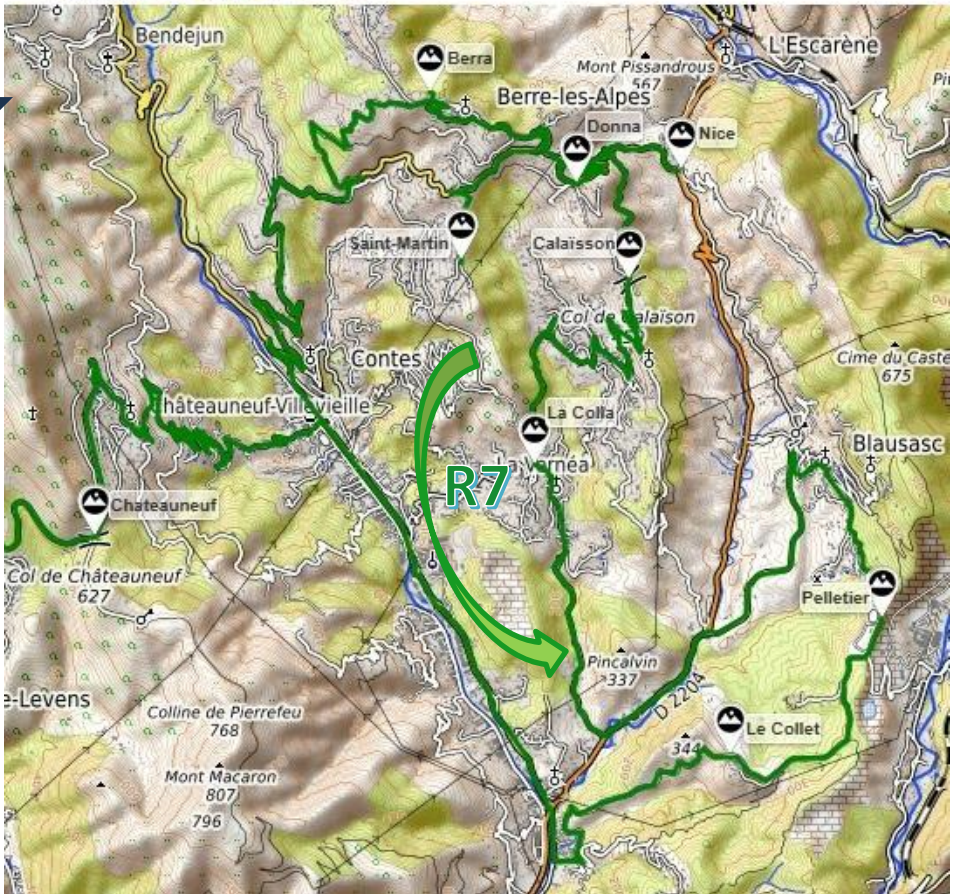 Bendejun
L'Escarène
Berra
Mont Pissandrous
567
Berre-les-Alpes
Donna
Nice
Saint-Martin
Calaïsson
Col de Calaison
Contes
Cime du Caste
675
Châteauneuf-Villevieille
La Colla
La Vernéa
Blausasc
R7
Chateauneuf
Col de Châteauneuf
627
Pelletier
Pincalvin
337
e-Levens
Colline de Pierrefeu
768
D 2204
344
Le Collet
Mont Macaron
807
796